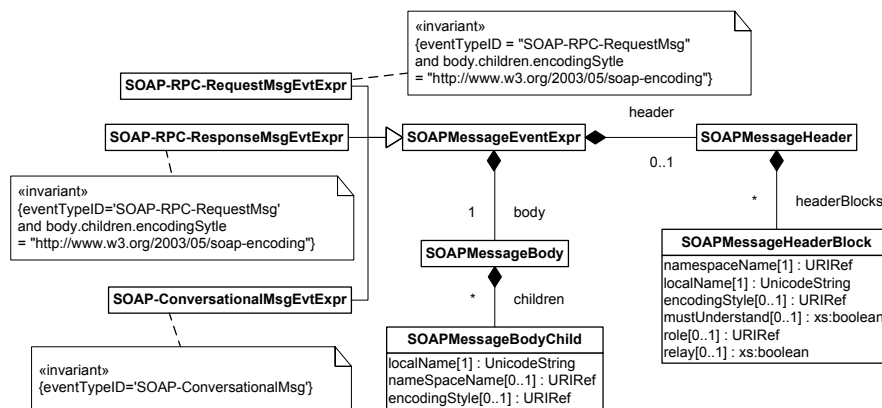 «invariant»
{eventTypeID = "SOAP-RPC-RequestMsg"
and body.children.encodingSytle
= "http://www.w3.org/2003/05/soap-encoding"}
SOAP-RPC-RequestMsgEvtExpr
header
SOAP-RPC-ResponseMsgEvtExpr
SOAPMessageEventExpr
SOAPMessageHeader
0..1
«invariant»
{eventTypeID='SOAP-RPC-RequestMsg'
and body.children.encodingSytle
= "http://www.w3.org/2003/05/soap-encoding"}
1
body
*
headerBlocks
SOAPMessageBody
SOAPMessageHeaderBlock
namespaceName[1] : URIRef
localName[1] : UnicodeString
encodingStyle[0..1] : URIRef
mustUnderstand[0..1] : xs:boolean
role[0..1] : URIRef
relay[0..1] : xs:boolean
SOAP-ConversationalMsgEvtExpr
*
children
SOAPMessageBodyChild
localName[1] : UnicodeString
nameSpaceName[0..1] : URIRef
encodingStyle[0..1] : URIRef
«invariant»
{eventTypeID='SOAP-ConversationalMsg'}